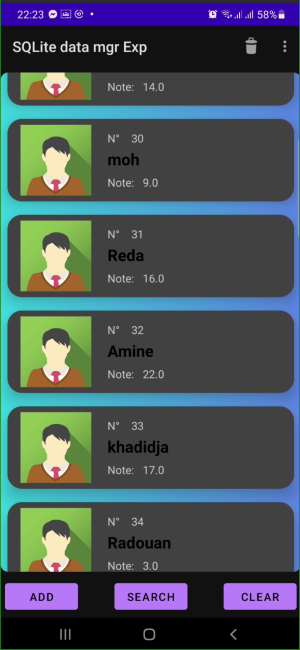 22:23 58%
SQLite data mgr Exp
Note: 14.0
N° 30
moh
Note: 9.0
N° 31
Reda
Note: 16.0
N° 32
Amine
Note: 22.0
N° 33
khadidja
Note: 17.0
N° 34
Radouan
Note: 3.0
ADD SEARCH CLEAR